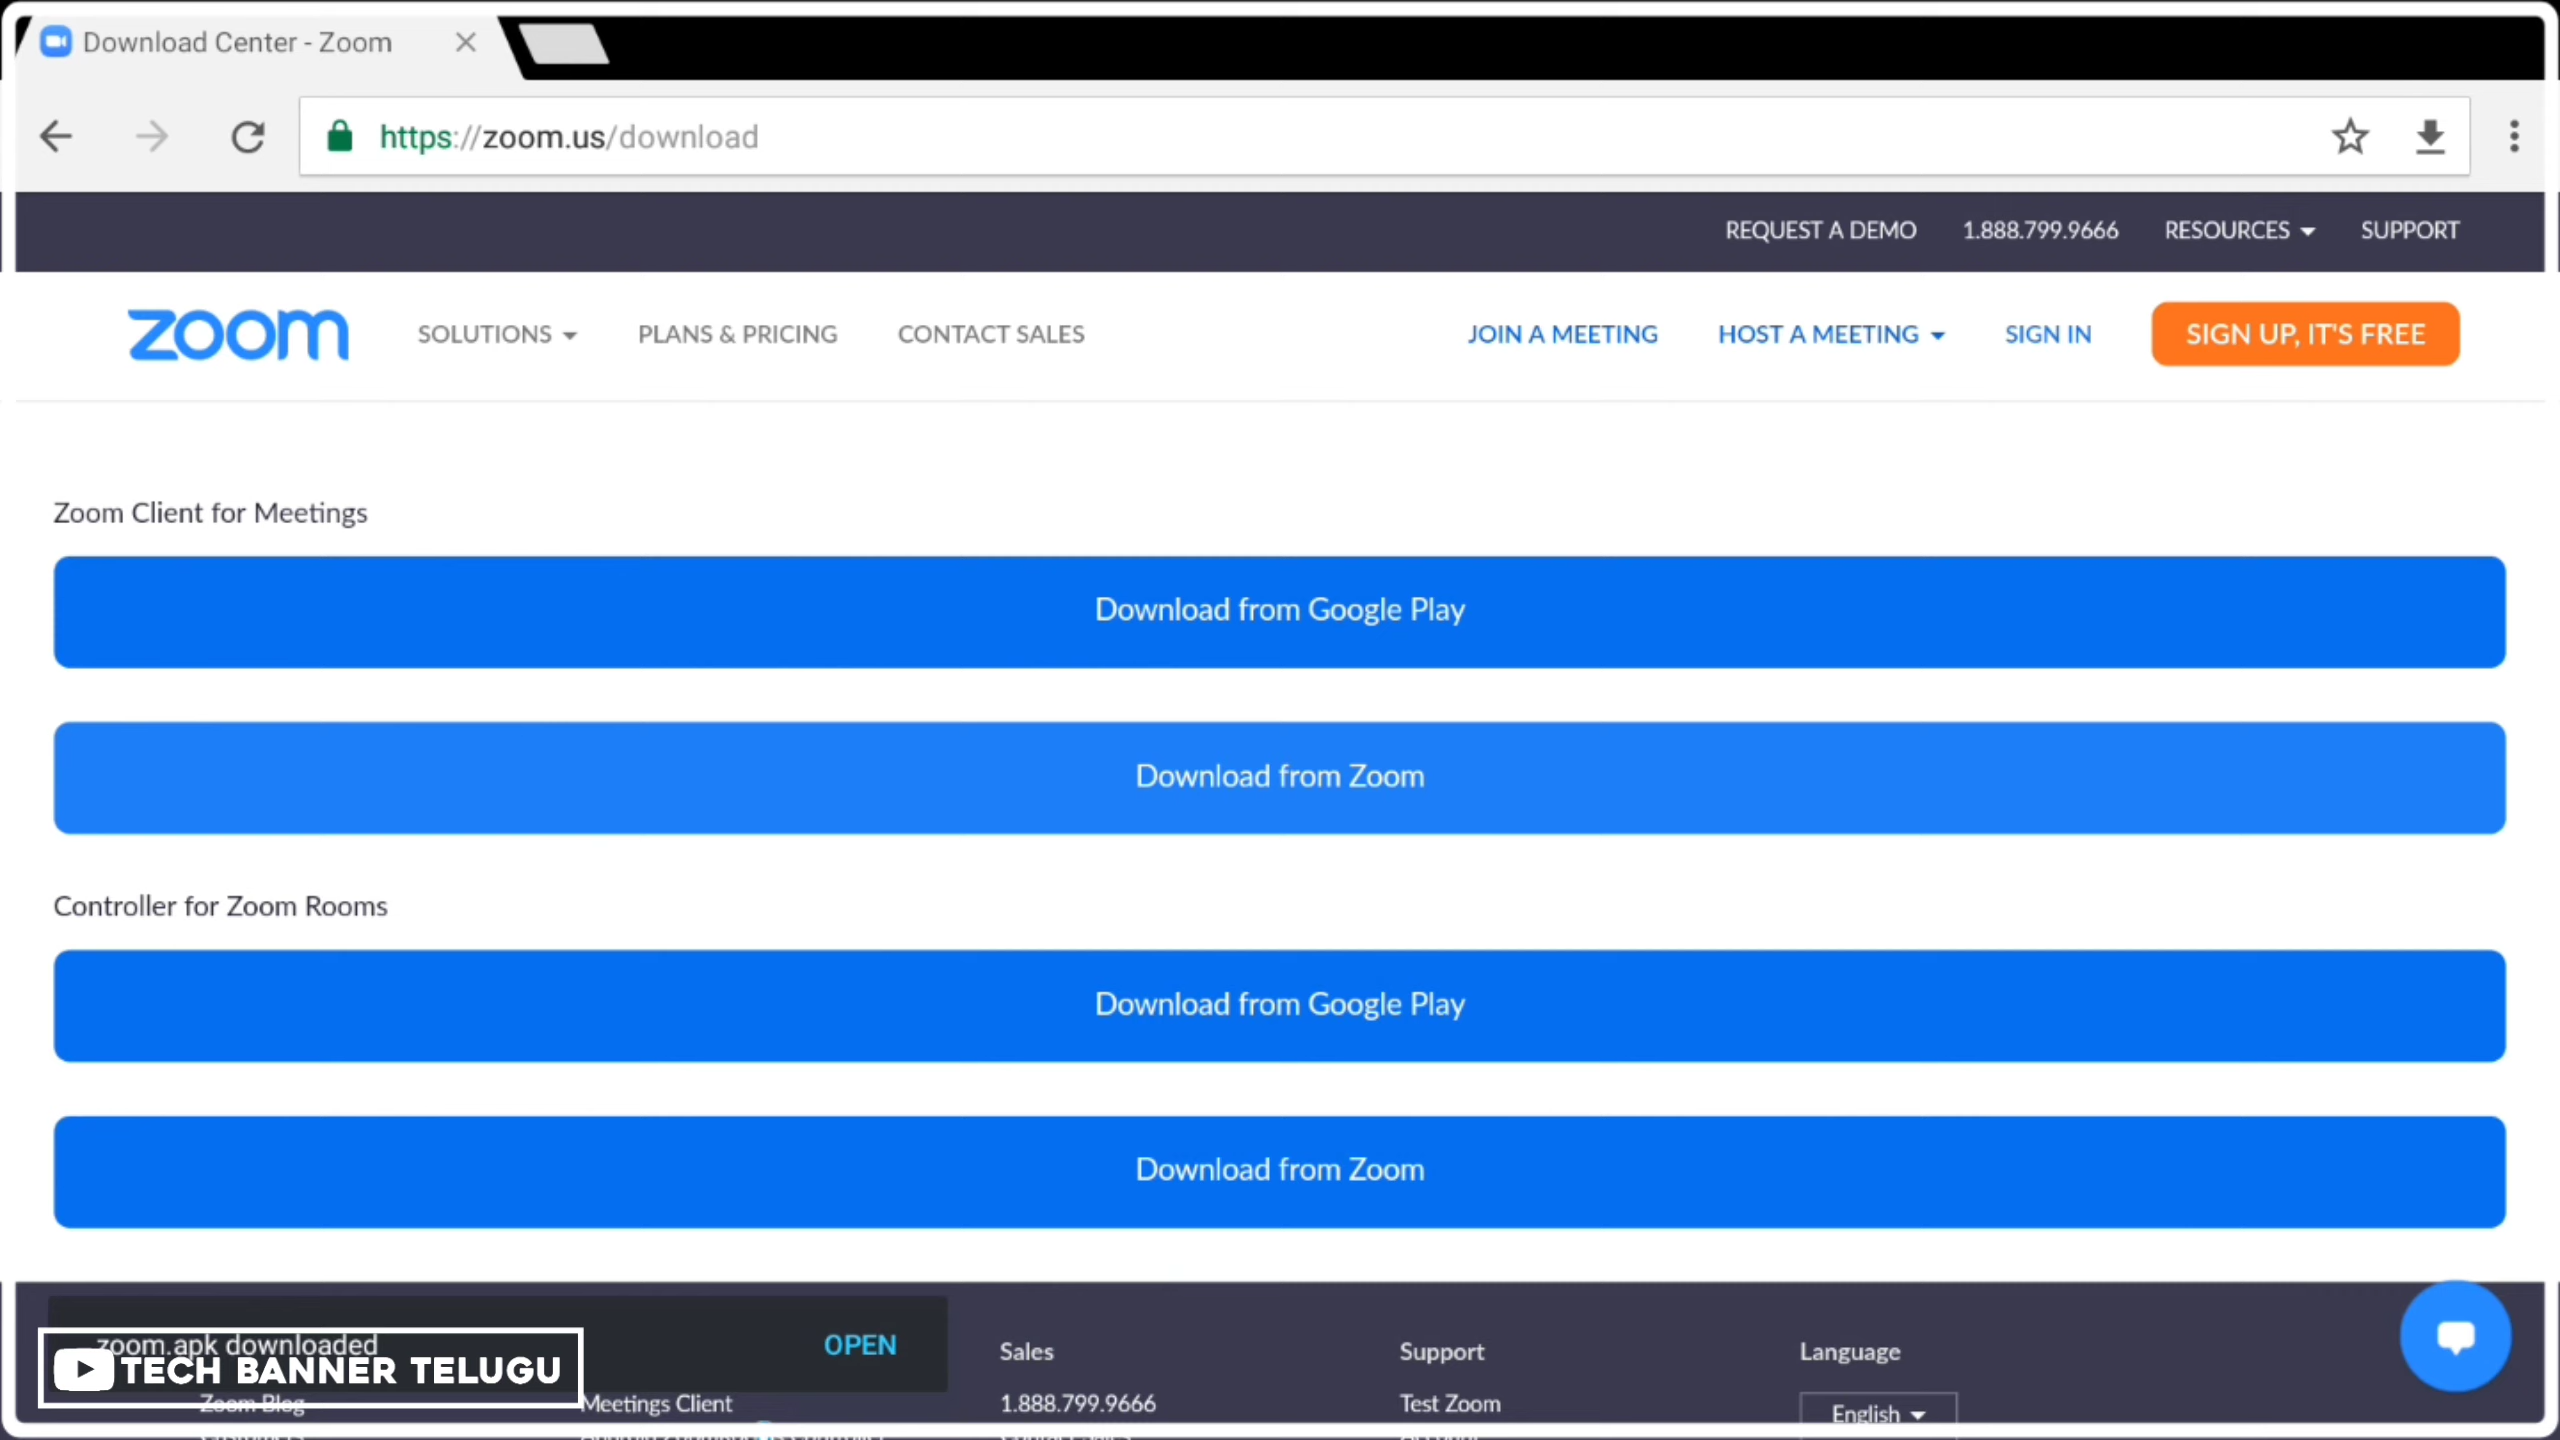 Download Center - Zoom
https://zoom.us/download
REQUEST A DEMO 1.888.799.9666 RESOURCES SUPPORT
zoom SOLUTIONS PLANS & PRICING CONTACT SALES JOIN A MEETING HOST A MEETING SIGN IN SIGN UP, IT'S FREE
Zoom Client for Meetings
Download from Google Play
Download from Zoom
Controller for Zoom Rooms
Download from Google Play
Download from Zoom
zoom.apk downloaded OPEN
TECH BANNER TELUGU
Sales Support Language
Zoom Blog Meetings Client 1.888.799.9666 Test Zoom English